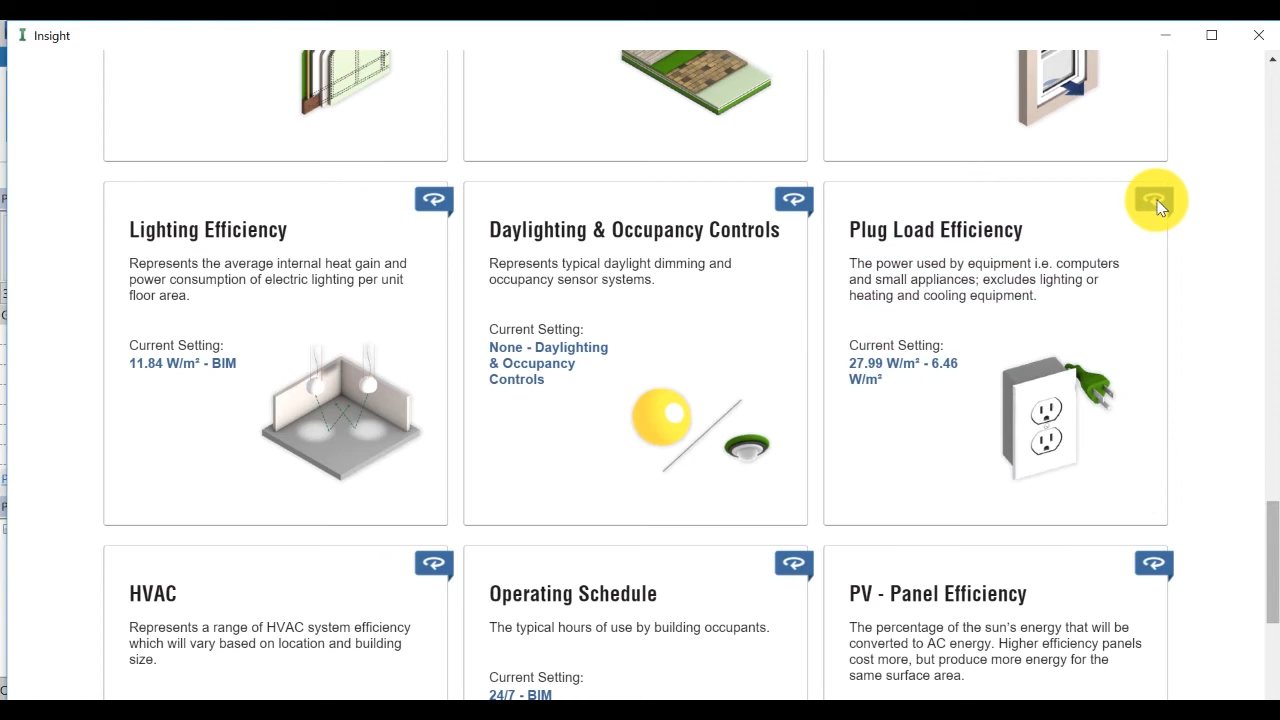 Insight
Lighting Efficiency
Represents the average internal heat gain and
power consumption of electric lighting per unit
floor area.
Current Setting:
11.84 W/m² - BIM
Daylighting & Occupancy Controls
Represents typical daylight dimming and
occupancy sensor systems.
Current Setting:
None - Daylighting
& Occupancy
Controls
Plug Load Efficiency
The power used by equipment i.e. computers
and small appliances; excludes lighting or
heating and cooling equipment.
Current Setting:
27.99 W/m² - 6.46
W/m²
HVAC
Represents a range of HVAC system efficiency
which will vary based on location and building
size.
Operating Schedule
The typical hours of use by building occupants.
Current Setting:
24/7 - BIM
PV - Panel Efficiency
The percentage of the sun's energy that will be
converted to AC energy. Higher efficiency panels
cost more, but produce more energy for the
same surface area.